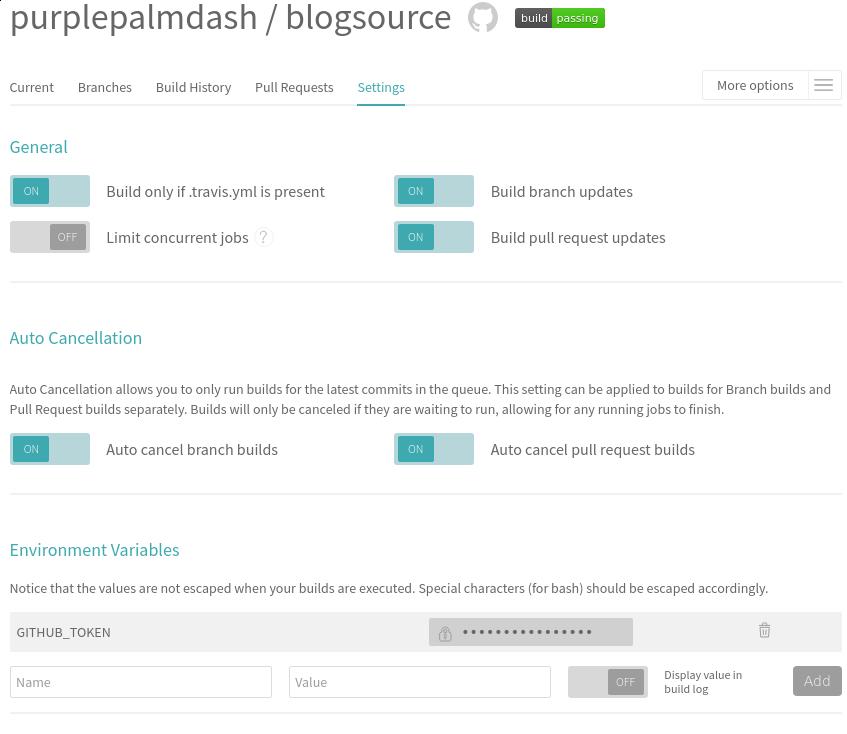 purplepalmdash / blogsource
build passing
Current Branches Build History Pull Requests Settings More options
General
ON Build only if .travis.yml is present ON Build branch updates
OFF Limit concurrent jobs ? ON Build pull request updates
Auto Cancellation
Auto Cancellation allows you to only run builds for the latest commits in the queue. This setting can be applied to builds for Branch builds and
Pull Request builds separately. Builds will only be canceled if they are waiting to run, allowing for any running jobs to finish.
ON Auto cancel branch builds ON Auto cancel pull request builds
Environment Variables
Notice that the values are not escaped when your builds are executed. Special characters (for bash) should be escaped accordingly.
GITHUB_TOKEN ••••••••••••••••
Name Value OFF Display value in
build log
Add